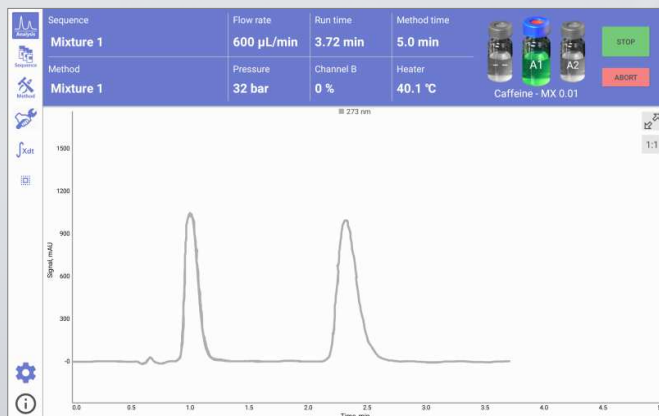 Analysis
Sequence
Method
∫Xdt
Sequence
Mixture 1
Flow rate
600 µL/min
Run time
3.72 min
Method time
5.0 min
Method
Mixture 1
Pressure
32 bar
Channel B
0 %
Heater
40.1 ℃
--
A1
A2
Caffeine - MX 0.01
STOP
ABORT
273 nm
1:1
Signal, mAU
1500
1200
900
600
300
-0
0.0 0.5 1.0 1.5 2.0 2.5 3.0 3.5 4.0 4.5
Time, min